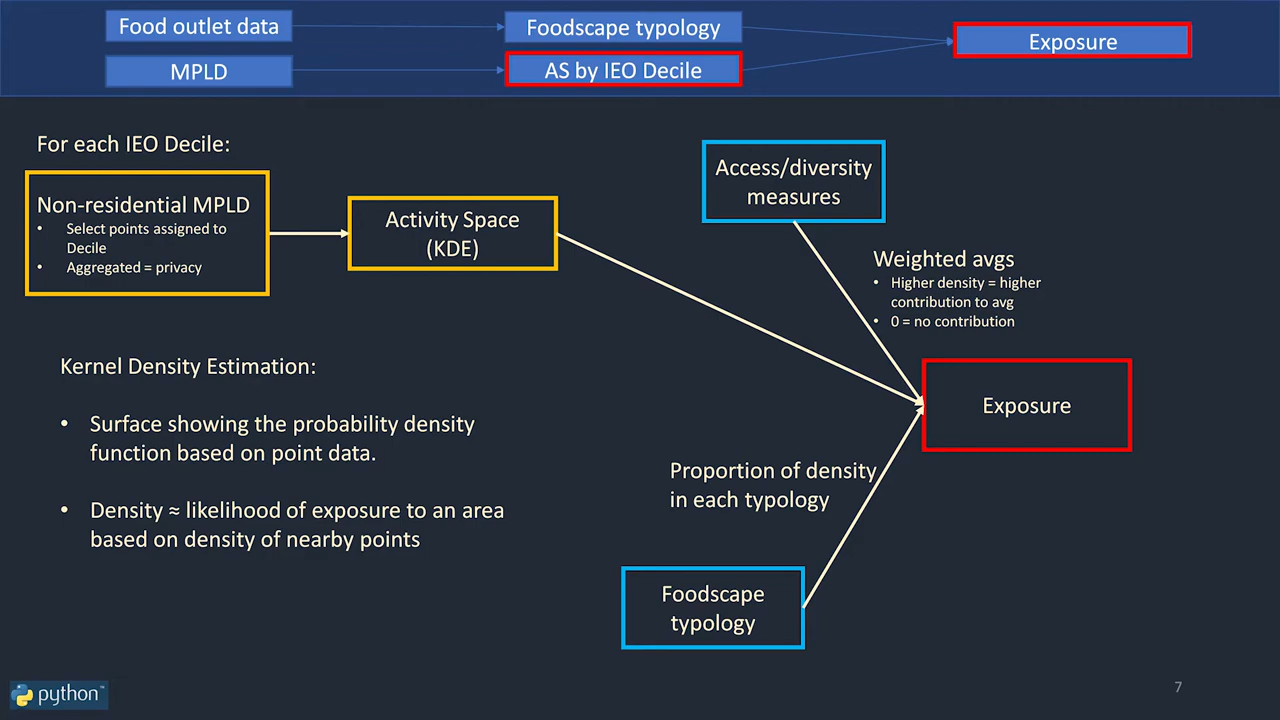 Food outlet data
Foodscape typology
Exposure
MPLD
AS by IEO Decile
For each IEO Decile:
Non-residential MPLD
• Select points assigned to
Decile
• Aggregated = privacy
Activity Space
(KDE)
Access/diversity
measures
Weighted avgs
• Higher density = higher
contribution to avg
• 0 = no contribution
Kernel Density Estimation:
• Surface showing the probability density
function based on point data.
• Density ≈ likelihood of exposure to an area
based on density of nearby points
Exposure
Proportion of density
in each typology
Foodscape
typology
python™
7